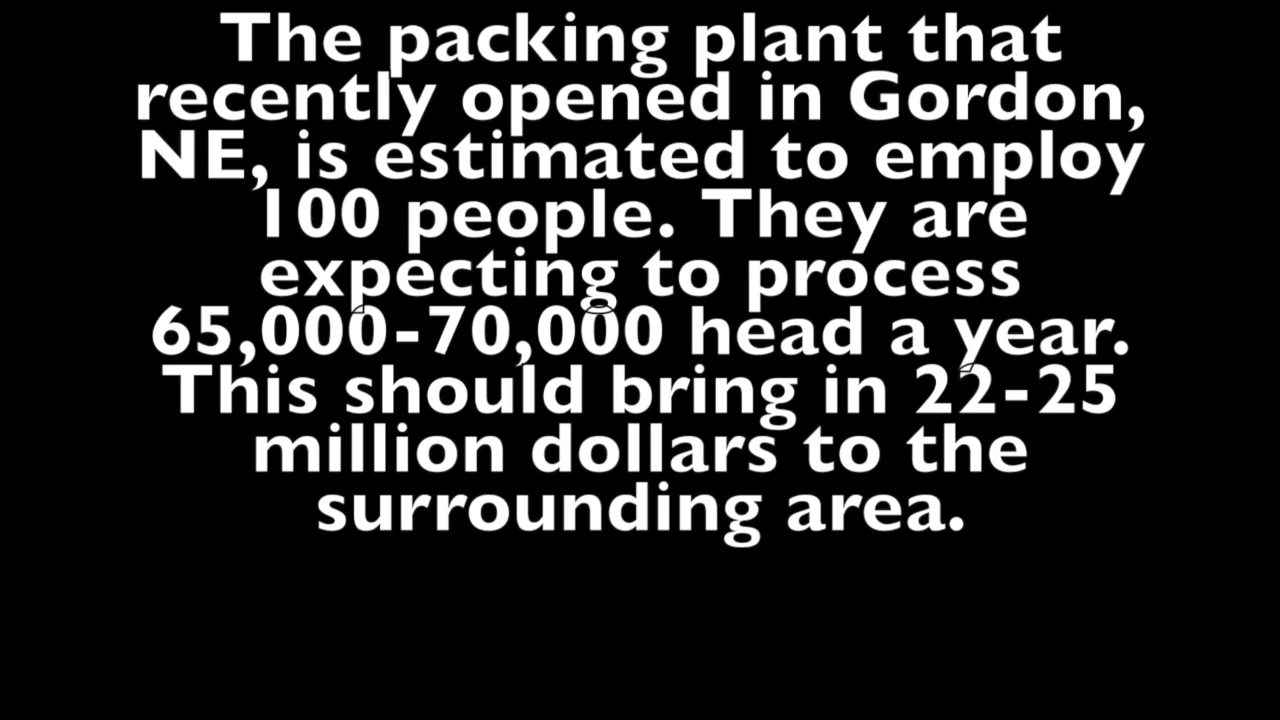 The packing plant that
recently opened in Gordon,
NE, is estimated to employ
100 people. They are
expecting to process
65,000-70,000 head a year.
This should bring in 22-25
million dollars to the
surrounding area.